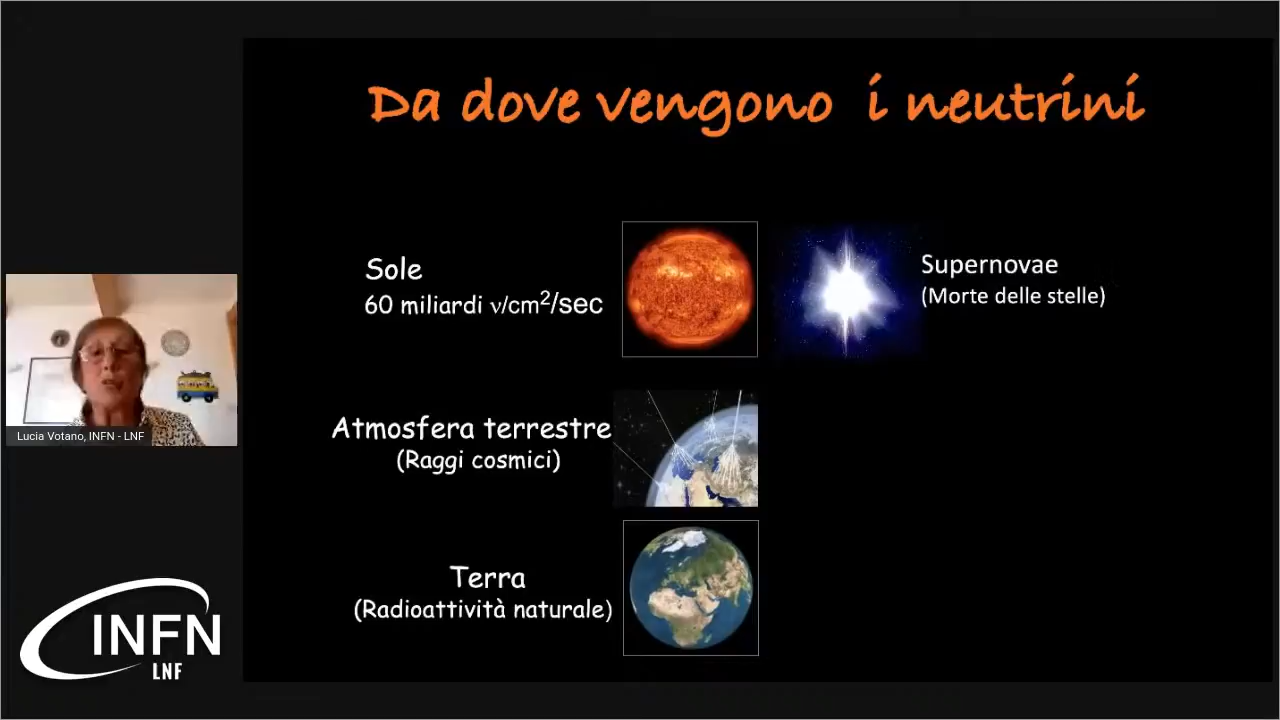 Da dove vengono i neutrini
Sole
60 miliardi ν/cm²/sec
Supernovae
(Morte delle stelle)
Atmosfera terrestre
(Raggi cosmici)
Terra
(Radioattività naturale)
Lucia Votano, INFN - LNF
INFN
LNF